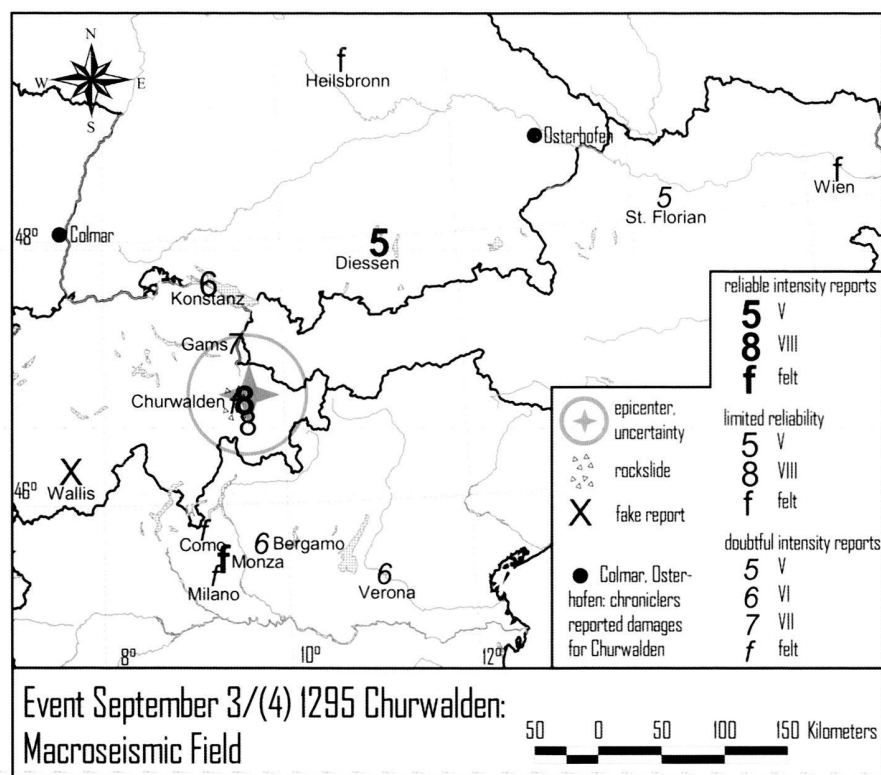 N
W E
S
f
Heilsbronn
Osterhofen
f
Wien
5
St. Florian
48°
Colmar
5
Diessen
6
Konstanz
Gams 7
Churwalden
8
8
X
Wallis
46°
f
Como
f
Monza
f
Milano
6 Bergamo
6
Verona
8° 10° 12°
reliable intensity reports
5 V
8 VIII
f felt
limited reliability
5 V
8 VIII
f felt
doubtful intensity reports
5 V
6 VI
7 VII
f felt
epicenter,
uncertainty
rockslide
X fake report
Colmar, Oster-
hofen: chroniclers
reported damages
for Churwalden
Event September 3/(4) 1295 Churwalden:
Macroseismic Field
50 0 50 100 150 Kilometers